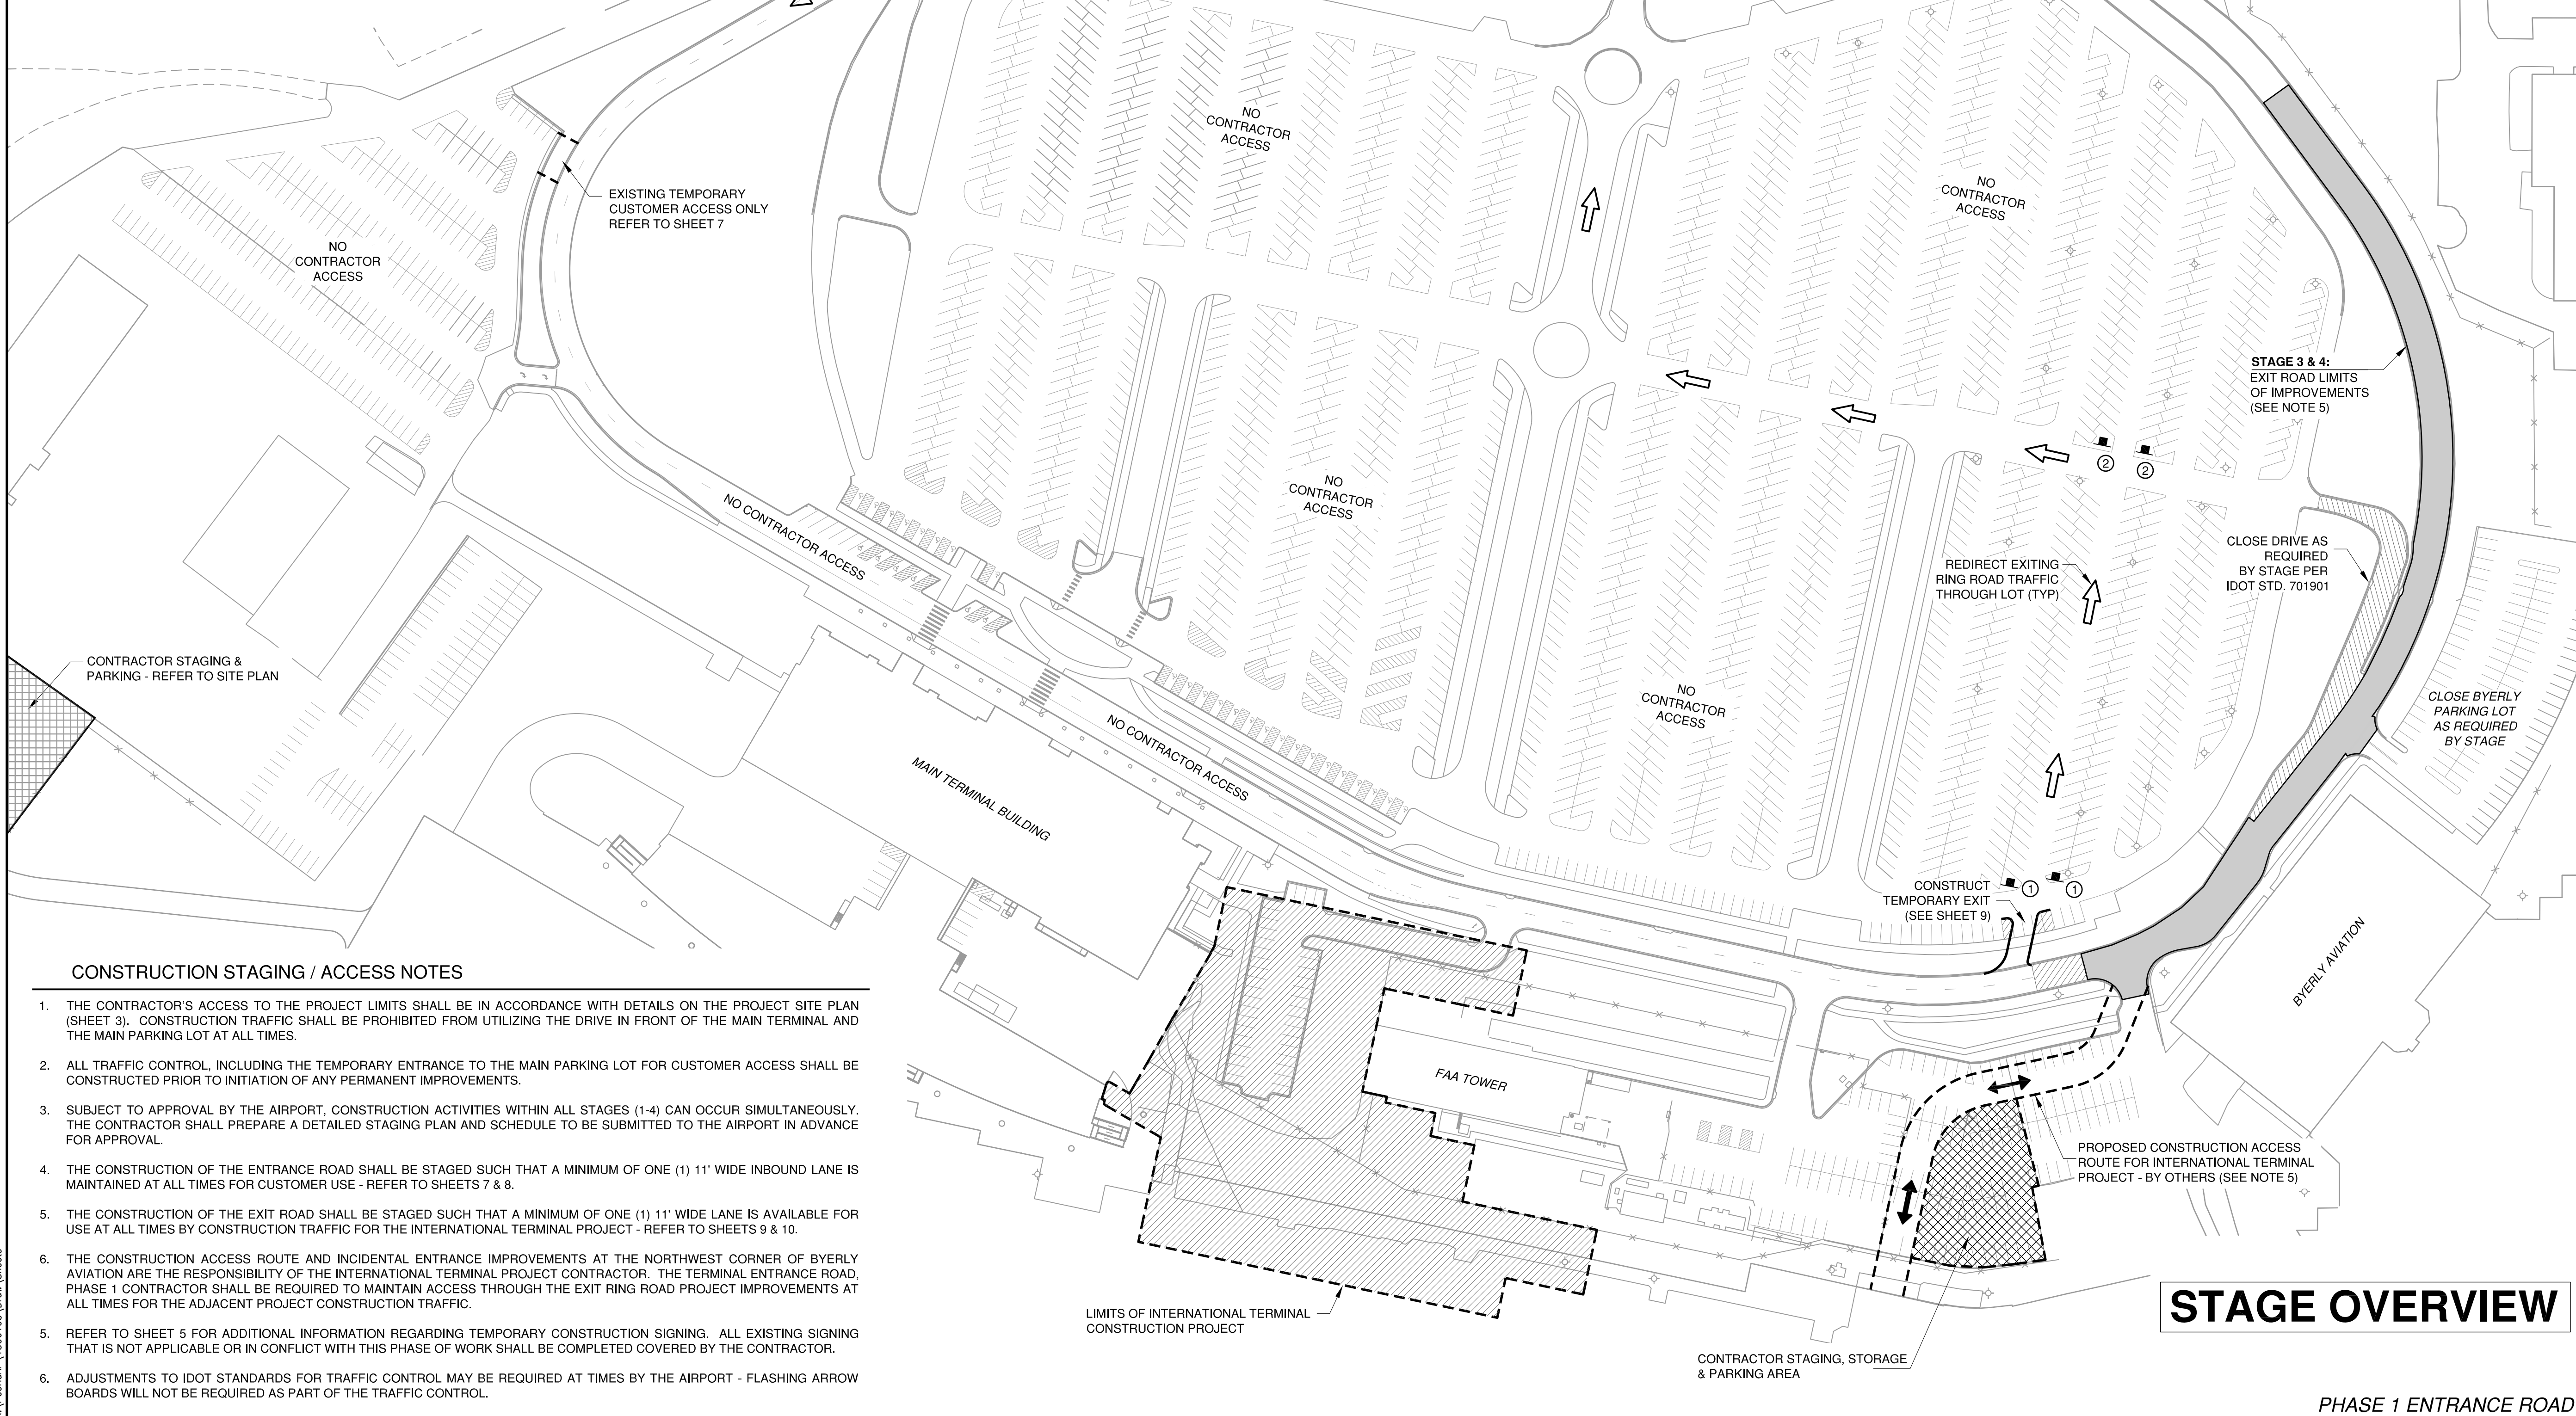 NO
CONTRACTOR
ACCESS
NO
CONTRACTOR
ACCESS
EXISTING TEMPORARY
CUSTOMER ACCESS ONLY
REFER TO SHEET 7
NO
CONTRACTOR
ACCESS
STAGE 3 & 4:
EXIT ROAD LIMITS
OF IMPROVEMENTS
(SEE NOTE 5)
2
2
NO
CONTRACTOR
ACCESS
NO CONTRACTOR ACCESS
CLOSE DRIVE AS
REQUIRED
BY STAGE PER
IDOT STD. 701901
REDIRECT EXITING
RING ROAD TRAFFIC
THROUGH LOT (TYP)
CONTRACTOR STAGING &
PARKING - REFER TO SITE PLAN
NO
CONTRACTOR
ACCESS
CLOSE BYERLY
PARKING LOT
AS REQUIRED
BY STAGE
NO CONTRACTOR ACCESS
MAIN TERMINAL BUILDING
CONSTRUCT
TEMPORARY EXIT
(SEE SHEET 9)
1
1
BYERLY AVIATION
FAA TOWER
PROPOSED CONSTRUCTION ACCESS
ROUTE FOR INTERNATIONAL TERMINAL
PROJECT - BY OTHERS (SEE NOTE 5)
LIMITS OF INTERNATIONAL TERMINAL
CONSTRUCTION PROJECT
CONTRACTOR STAGING, STORAGE
& PARKING AREA
CONSTRUCTION STAGING / ACCESS NOTES
1. THE CONTRACTOR'S ACCESS TO THE PROJECT LIMITS SHALL BE IN ACCORDANCE WITH DETAILS ON THE PROJECT SITE PLAN
(SHEET 3). CONSTRUCTION TRAFFIC SHALL BE PROHIBITED FROM UTILIZING THE DRIVE IN FRONT OF THE MAIN TERMINAL AND
THE MAIN PARKING LOT AT ALL TIMES.
2. ALL TRAFFIC CONTROL, INCLUDING THE TEMPORARY ENTRANCE TO THE MAIN PARKING LOT FOR CUSTOMER ACCESS SHALL BE
CONSTRUCTED PRIOR TO INITIATION OF ANY PERMANENT IMPROVEMENTS.
3. SUBJECT TO APPROVAL BY THE AIRPORT, CONSTRUCTION ACTIVITIES WITHIN ALL STAGES (1-4) CAN OCCUR SIMULTANEOUSLY.
THE CONTRACTOR SHALL PREPARE A DETAILED STAGING PLAN AND SCHEDULE TO BE SUBMITTED TO THE AIRPORT IN ADVANCE
FOR APPROVAL.
4. THE CONSTRUCTION OF THE ENTRANCE ROAD SHALL BE STAGED SUCH THAT A MINIMUM OF ONE (1) 11' WIDE INBOUND LANE IS
MAINTAINED AT ALL TIMES FOR CUSTOMER USE - REFER TO SHEETS 7 & 8.
5. THE CONSTRUCTION OF THE EXIT ROAD SHALL BE STAGED SUCH THAT A MINIMUM OF ONE (1) 11' WIDE LANE IS AVAILABLE FOR
USE AT ALL TIMES BY CONSTRUCTION TRAFFIC FOR THE INTERNATIONAL TERMINAL PROJECT - REFER TO SHEETS 9 & 10.
6. THE CONSTRUCTION ACCESS ROUTE AND INCIDENTAL ENTRANCE IMPROVEMENTS AT THE NORTHWEST CORNER OF BYERLY
AVIATION ARE THE RESPONSIBILITY OF THE INTERNATIONAL TERMINAL PROJECT CONTRACTOR. THE TERMINAL ENTRANCE ROAD,
PHASE 1 CONTRACTOR SHALL BE REQUIRED TO MAINTAIN ACCESS THROUGH THE EXIT RING ROAD PROJECT IMPROVEMENTS AT
ALL TIMES FOR THE ADJACENT PROJECT CONSTRUCTION TRAFFIC.
5. REFER TO SHEET 5 FOR ADDITIONAL INFORMATION REGARDING TEMPORARY CONSTRUCTION SIGNING. ALL EXISTING SIGNING
THAT IS NOT APPLICABLE OR IN CONFLICT WITH THIS PHASE OF WORK SHALL BE COMPLETED COVERED BY THE CONTRACTOR.
6. ADJUSTMENTS TO IDOT STANDARDS FOR TRAFFIC CONTROL MAY BE REQUIRED AT TIMES BY THE AIRPORT - FLASHING ARROW
BOARDS WILL NOT BE REQUIRED AS PART OF THE TRAFFIC CONTROL.
STAGE OVERVIEW
PHASE 1 ENTRANCE ROAD